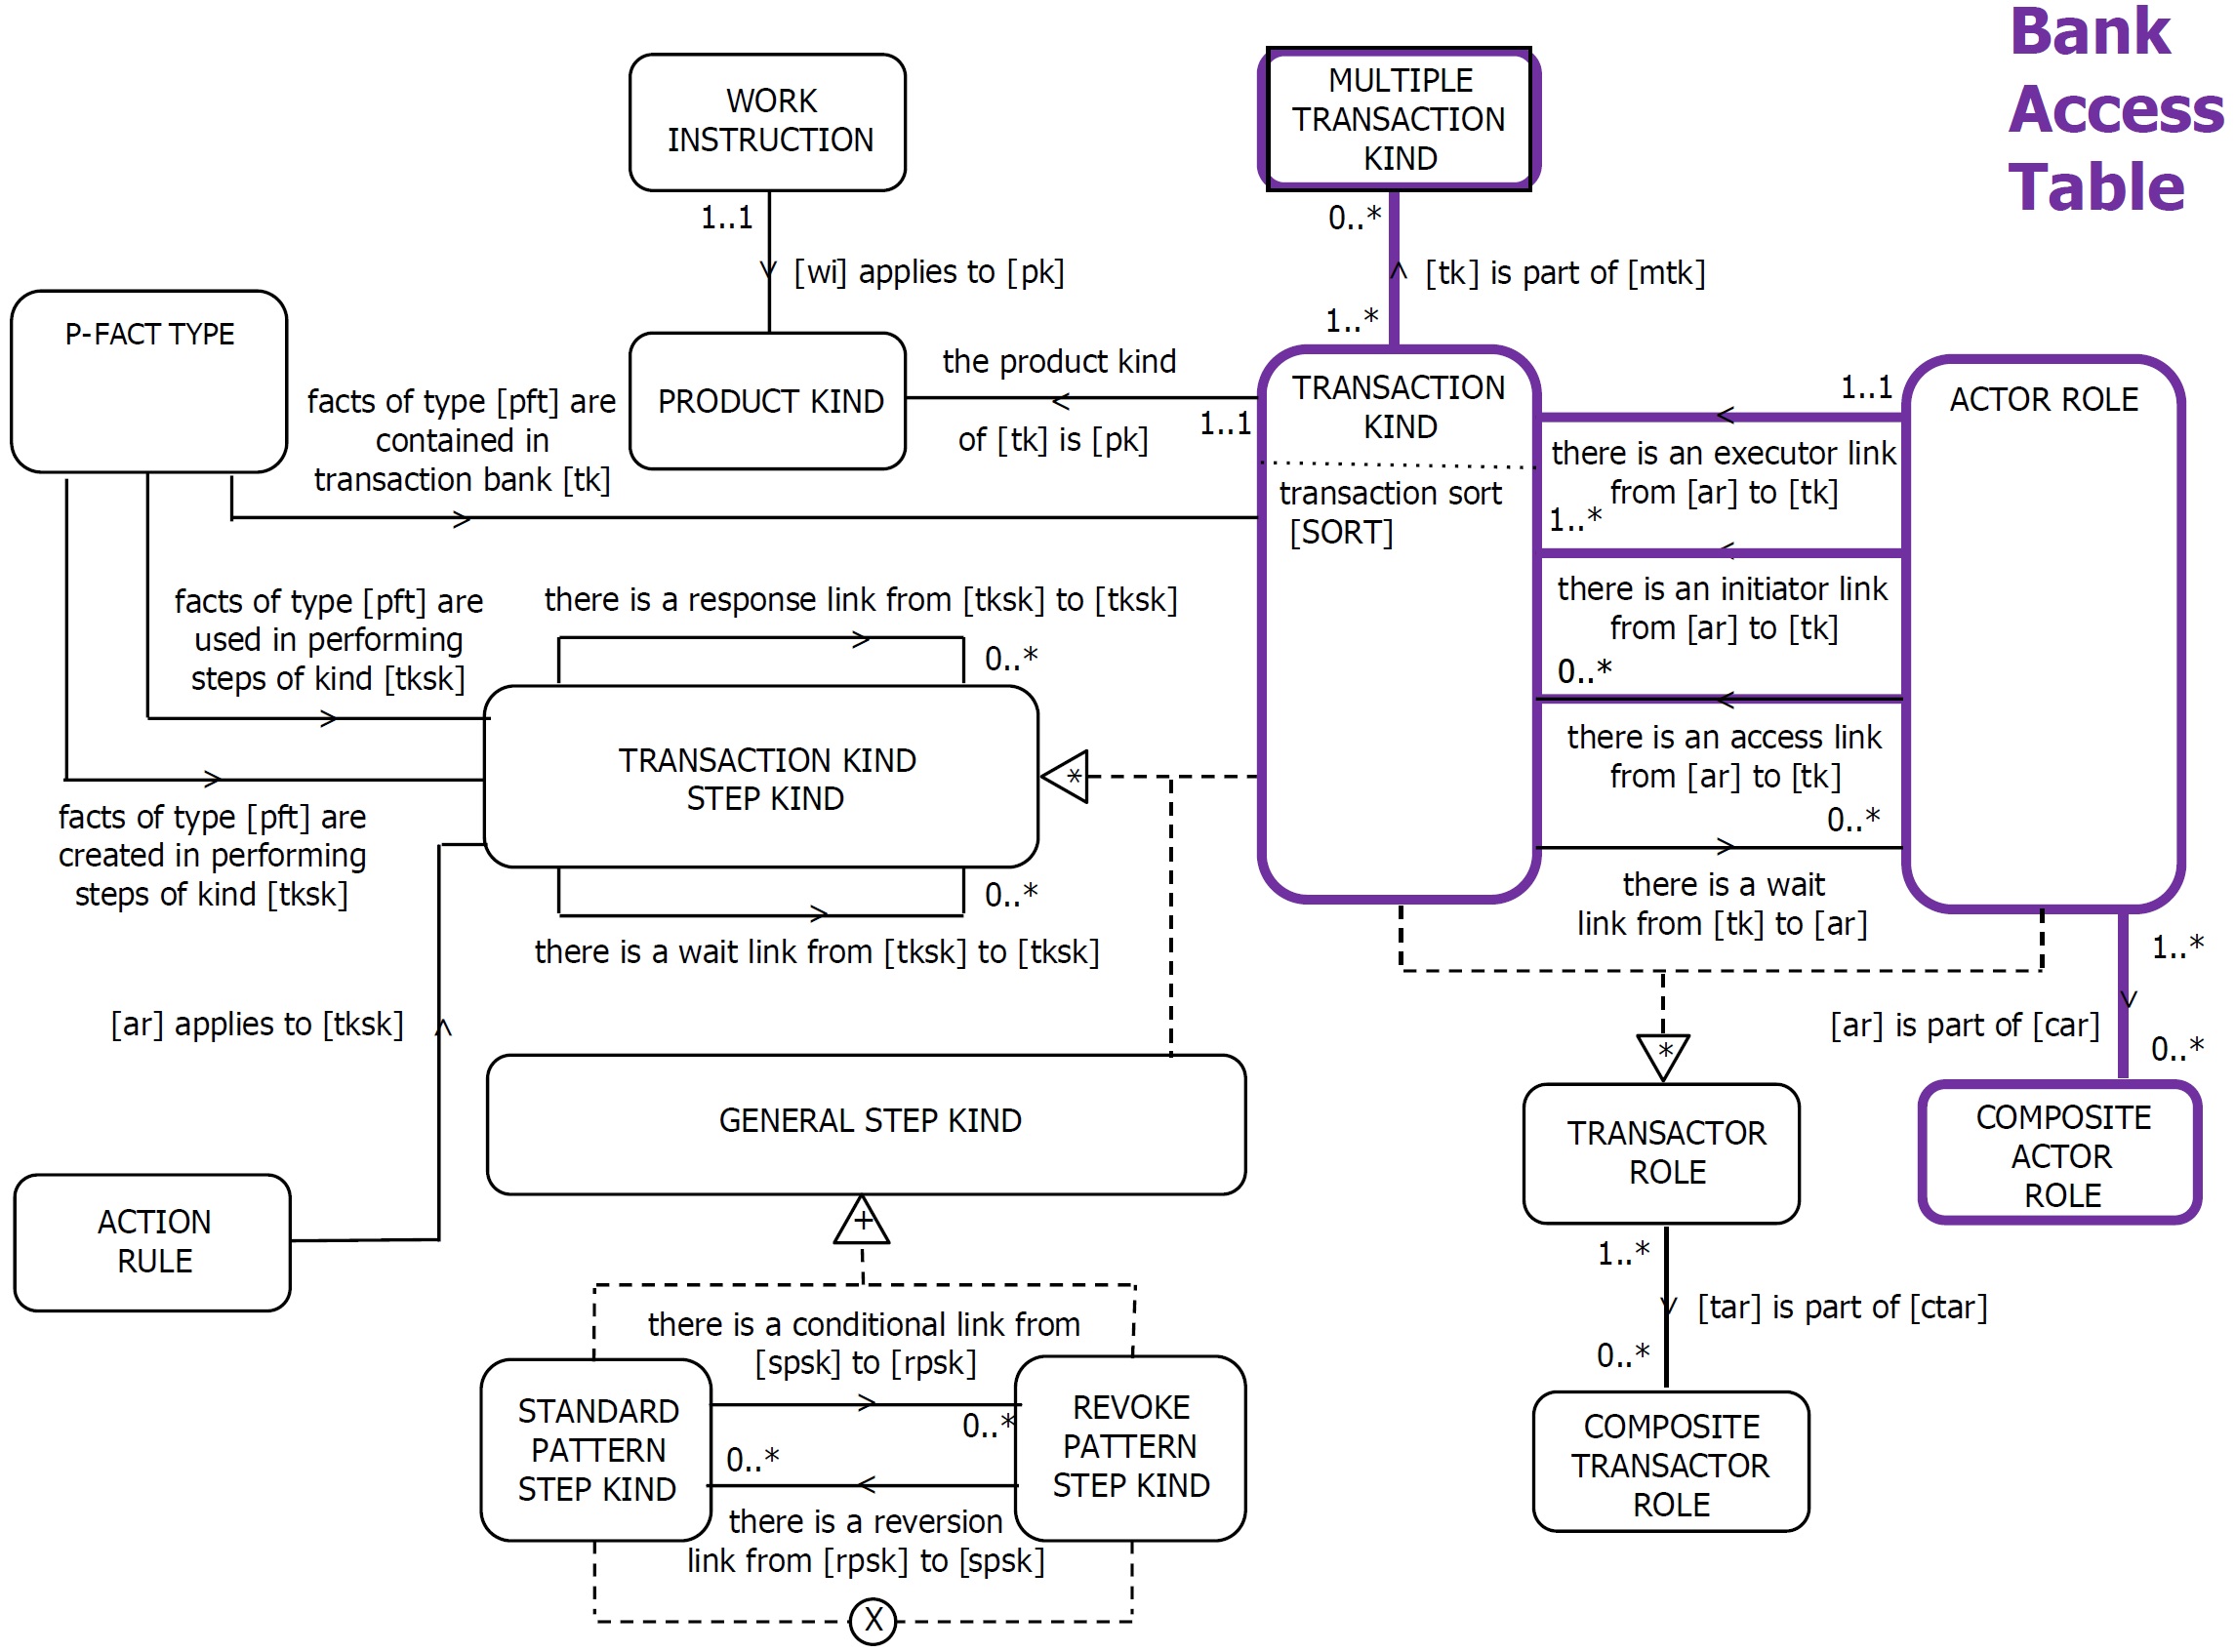 Bank
Access
Table
WORK
INSTRUCTION
MULTIPLE
TRANSACTION
KIND
1..1
0..*
[wi] applies to [pk]
[tk] is part of [mtk]
1..*
P-FACT TYPE
PRODUCT KIND
the product kind
of [tk] is [pk]
1..1
TRANSACTION
KIND
transaction sort
[SORT]
1..1
ACTOR ROLE
facts of type [pft] are
contained in
transaction bank [tk]
there is an executor link
from [ar] to [tk]
1..*
there is an initiator link
from [ar] to [tk]
0..*
there is an access link
from [ar] to [tk]
0..*
there is a wait
link from [tk] to [ar]
facts of type [pft] are
used in performing
steps of kind [tksk]
there is a response link from [tksk] to [tksk]
0..*
TRANSACTION KIND
STEP KIND
*
facts of type [pft] are
created in performing
steps of kind [tksk]
0..*
there is a wait link from [tksk] to [tksk]
1..*
[ar] applies to [tksk]
[ar] is part of [car]
0..*
*
GENERAL STEP KIND
TRANSACTOR
ROLE
COMPOSITE
ACTOR
ROLE
ACTION
RULE
+
1..*
[tar] is part of [ctar]
0..*
there is a conditional link from
[spsk] to [rpsk]
STANDARD
PATTERN
STEP KIND
0..*
0..*
REVOKE
PATTERN
STEP KIND
COMPOSITE
TRANSACTOR
ROLE
there is a reversion
link from [rpsk] to [spsk]
X